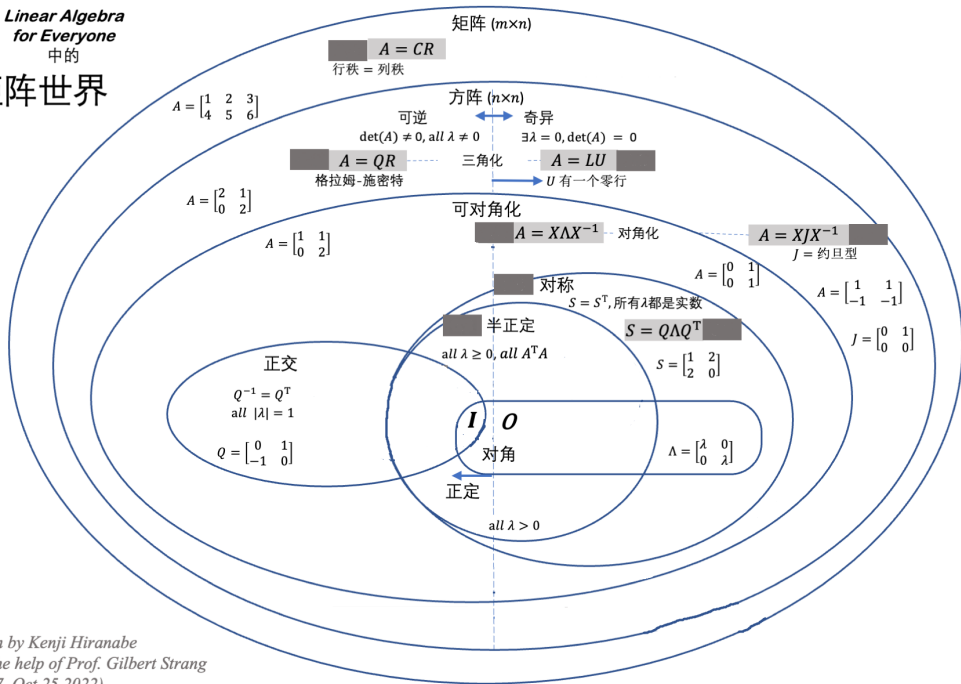 Linear Algebra
for Everyone
中的
阵世界
矩阵 (m×n)
A = CR
行秩 = 列秩
A = [1 2 3
4 5 6]
方阵 (n×n)
可逆
奇异
det(A) ≠ 0, all λ ≠ 0
∃λ = 0, det(A) = 0
A = QR
三角化
A = LU
格拉姆-施密特
U 有一个零行
A = [2 1
0 2]
可对角化
A = XΛX⁻¹
对角化
A = XJX⁻¹
J = 约旦型
A = [1 1
0 2]
A = [0 1
0 1]
A = [1 1
-1 -1]
J = [0 1
0 0]
对称
S = Sᵀ, 所有λ都是实数
半正定
S = QΛQᵀ
all λ ≥ 0, all AᵀA
S = [1 2
2 0]
正交
Q⁻¹ = Qᵀ
all |λ| = 1
Q = [0 1
-1 0]
I O
对角
Λ = [λ 0
0 λ]
正定
all λ > 0
by Kenji Hiranabe
help of Prof. Gilbert Strang
Oct.25.2022)